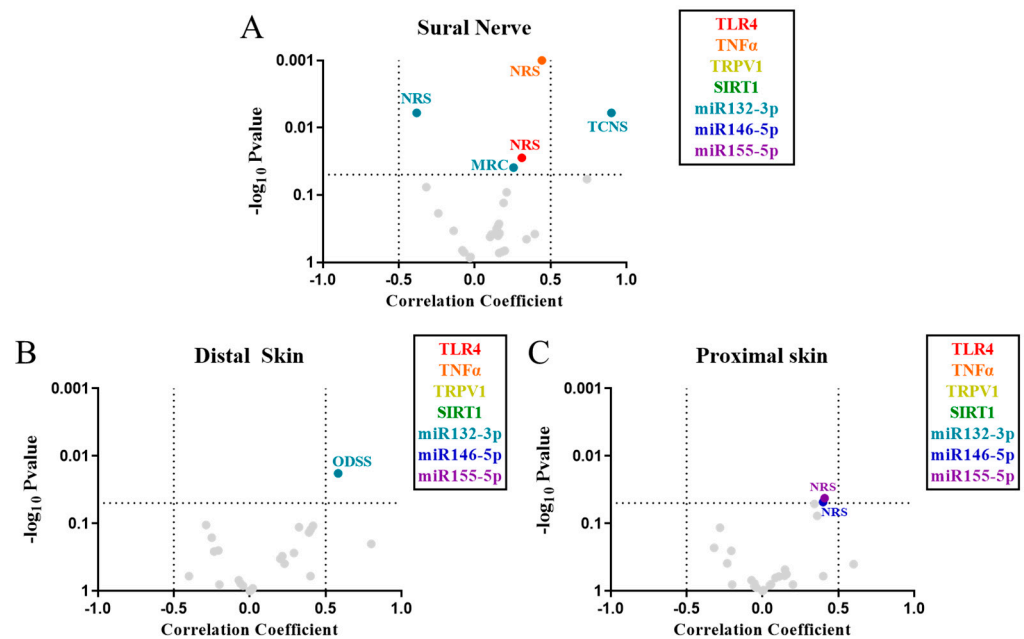 A
Sural Nerve
TLR4
TNFα
TRPV1
SIRT1
miR132-3p
miR146-5p
miR155-5p
0.001
0.01
0.1
1
-log10 Pvalue
NRS
NRS
TCNS
NRS
MRC
-1.0
-0.5
0.0
0.5
1.0
Correlation Coefficient
B
Distal Skin
TLR4
TNFα
TRPV1
SIRT1
miR132-3p
miR146-5p
miR155-5p
0.001
0.01
0.1
1
-log10 Pvalue
ODSS
-1.0
-0.5
0.0
0.5
1.0
Correlation Coefficient
C
Proximal skin
TLR4
TNFα
TRPV1
SIRT1
miR132-3p
miR146-5p
miR155-5p
0.001
0.01
0.1
1
-log10 Pvalue
NRS
NRS
-1.0
-0.5
0.0
0.5
1.0
Correlation Coefficient